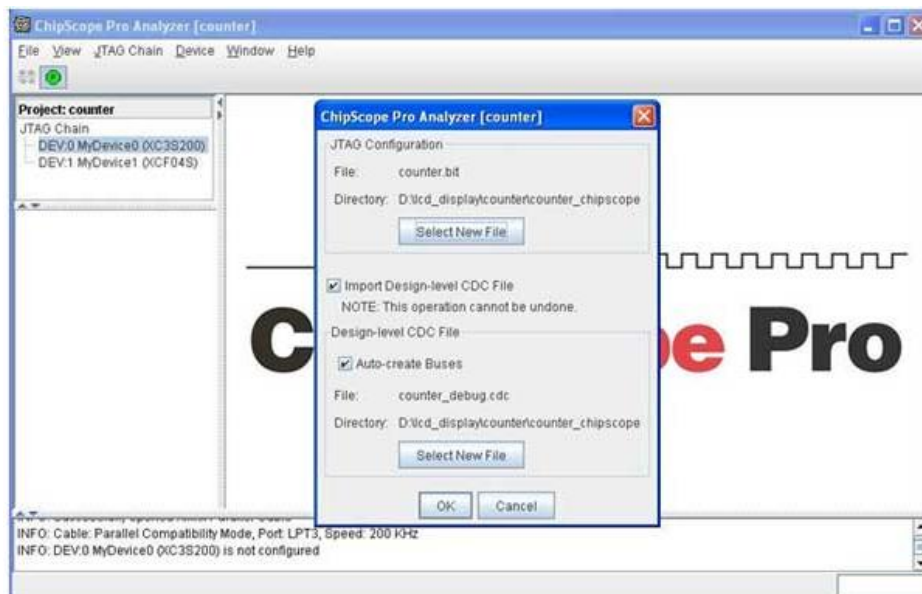 ChipScope Pro Analyzer [counter]
File View JTAG Chain Device Window Help
Project: counter
JTAG Chain
DEV:0 MyDevice0 (XC3S200)
DEV:1 MyDevice1 (XCF04S)
ChipScope Pro Analyzer [counter]
JTAG Configuration
File: counter.bit
Directory: D:\lcd_display\counter\counter_chipscope
Select New File
Import Design-level CDC File
NOTE: This operation cannot be undone.
Design-level CDC File
Auto-create Buses
File: counter_debug.cdc
Directory: D:\lcd_display\counter\counter_chipscope
Select New File
OK Cancel
C e Pro
INFO: Cable: Parallel Compatibility Mode, Port: LPT3, Speed: 200 KHz
INFO: DEV:0 MyDevice0 (XC3S200) is not configured